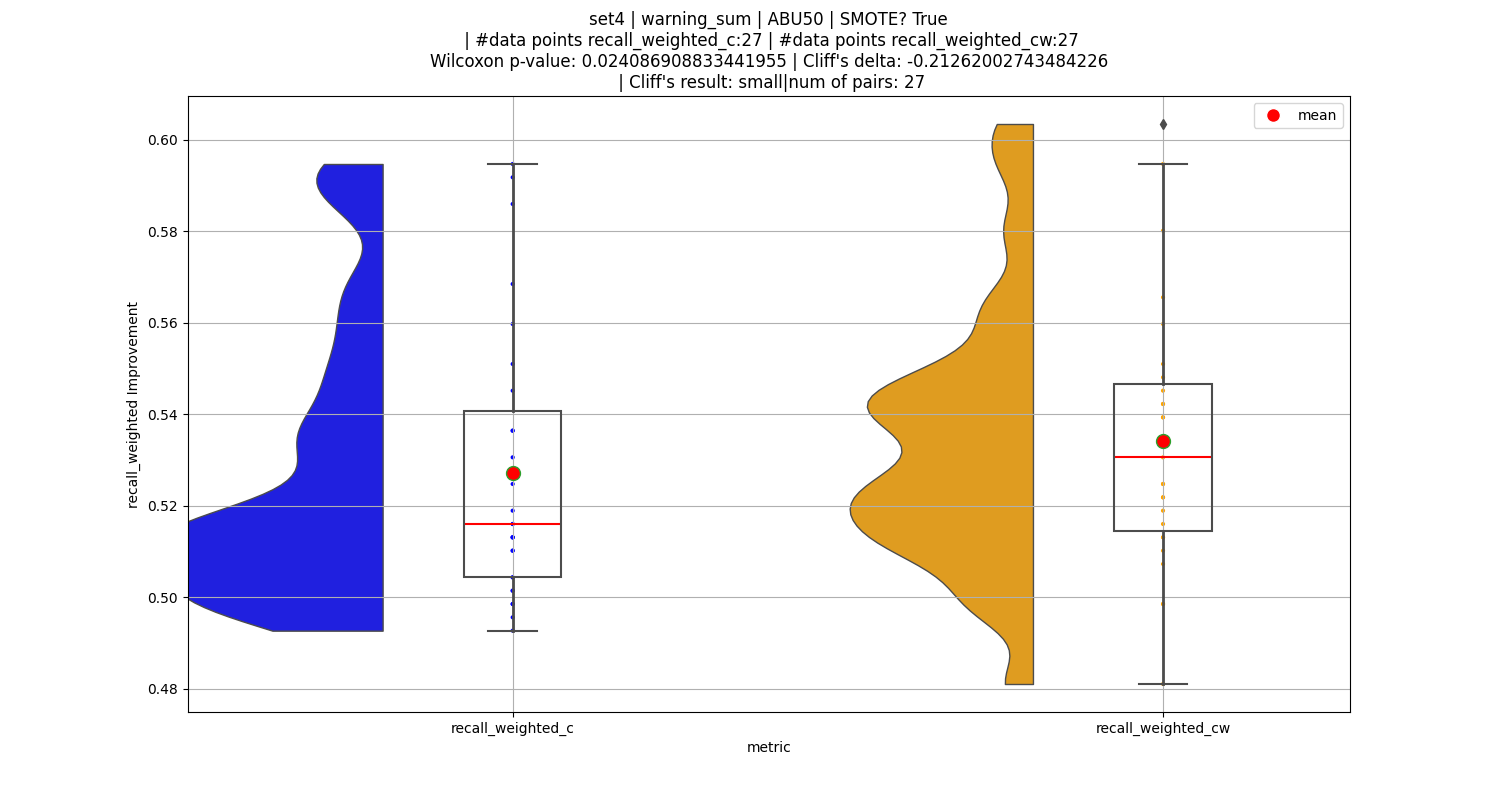 set4 | warning_sum | ABU50 | SMOTE? True
| #data points recall_weighted_c:27 | #data points recall_weighted_cw:27
Wilcoxon p-value: 0.024086908833441955 | Cliff's delta: -0.21262002743484226
| Cliff's result: small|num of pairs: 27
mean
0.60
0.58
0.56
0.54
0.52
0.50
0.48
recall_weighted Improvement
recall_weighted_c
recall_weighted_cw
metric